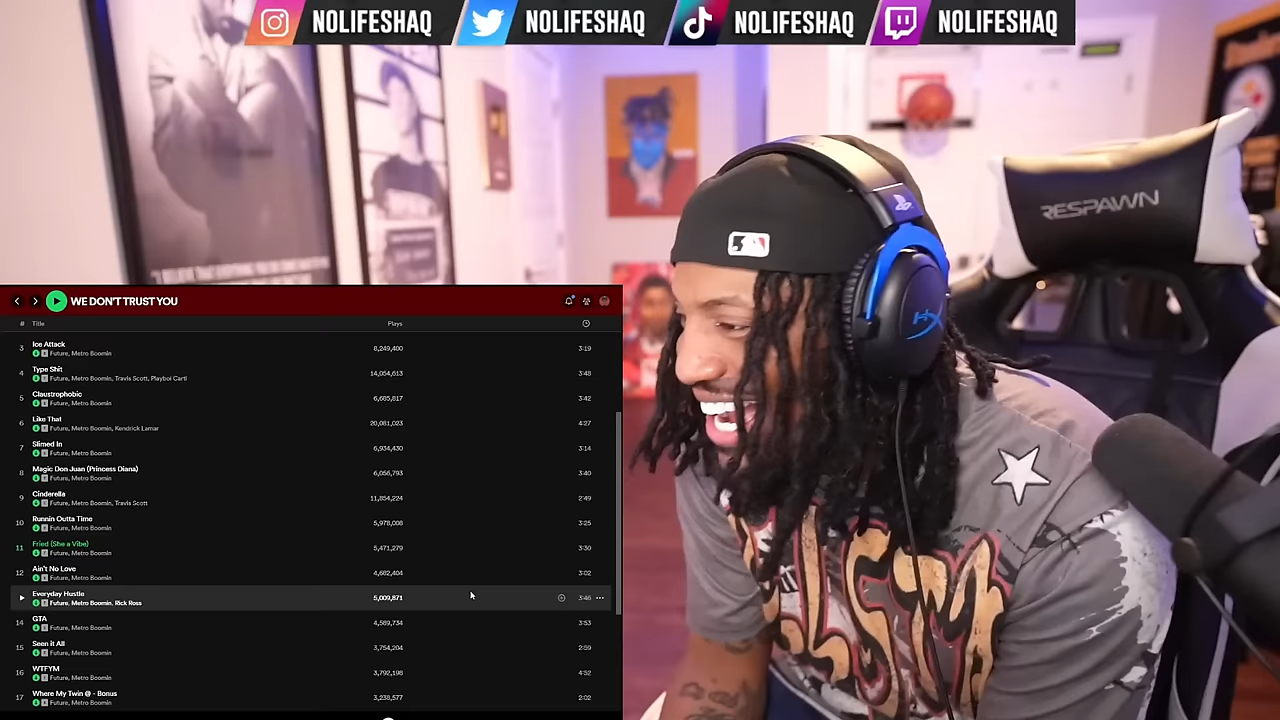 NOLIFESHAQ NOLIFESHAQ NOLIFESHAQ NOLIFESHAQ
RESPAWN
WE DON'T TRUST YOU
# Title Plays
3 Ice Attack 8,249,400 3:19
E Future, Metro Boomin
4 Type Shit 14,054,613 3:48
E Future, Metro Boomin, Travis Scott, Playboi Carti
5 Claustrophobic 6,685,817 3:42
E Future, Metro Boomin
6 Like That 20,081,023 4:27
E Future, Metro Boomin, Kendrick Lamar
7 Slimed In 6,934,430 3:14
E Future, Metro Boomin
8 Magic Don Juan (Princess Diana) 6,056,793 3:40
E Future, Metro Boomin
9 Cinderella 11,854,224 2:49
E Future, Metro Boomin, Travis Scott
10 Runnin Outta Time 5,978,008 3:25
E Future, Metro Boomin
11 Fried (She a Vibe) 5,471,279 3:30
E Future, Metro Boomin
12 Ain't No Love 4,682,404 3:02
E Future, Metro Boomin
Everyday Hustle 5,009,871 3:46
E Future, Metro Boomin, Rick Ross
14 GTA 4,569,734 3:53
E Future, Metro Boomin
15 Seen it All 3,754,204 2:59
E Future, Metro Boomin
16 WTFYM 3,792,198 4:52
E Future, Metro Boomin
17 Where My Twin @ - Bonus 3,238,577 2:02
E Future, Metro Boomin